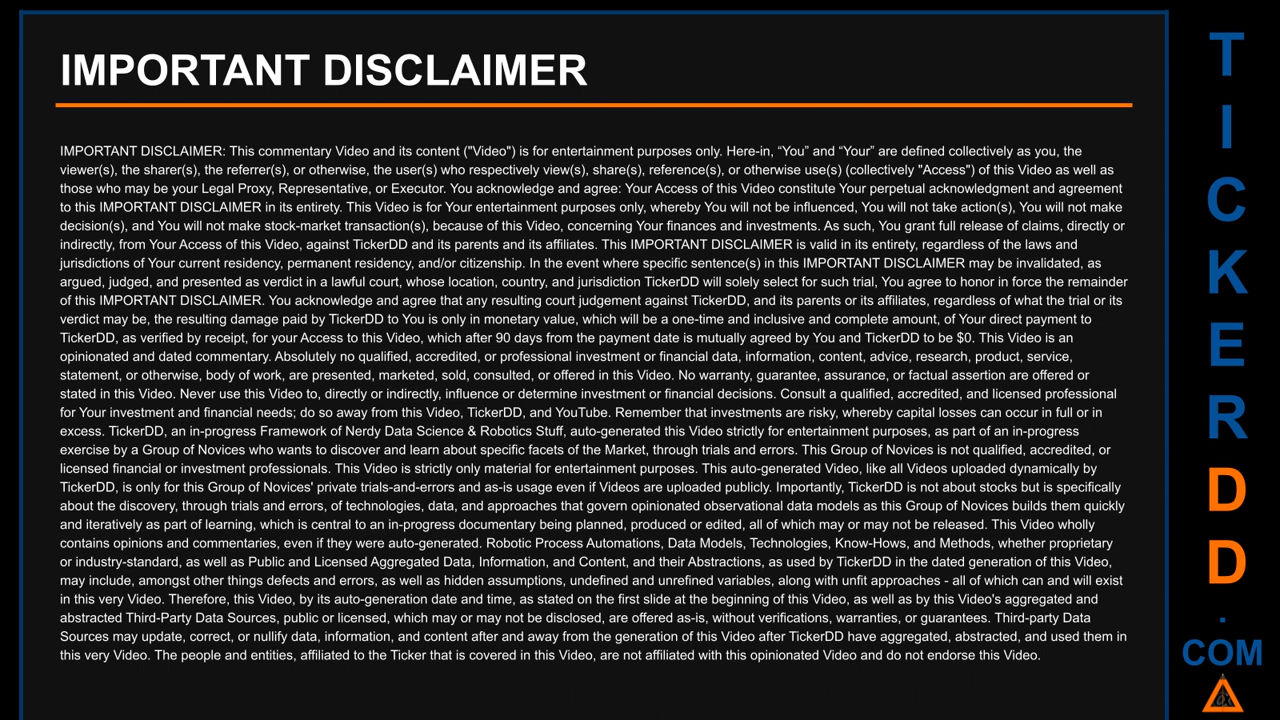 IMPORTANT DISCLAIMER
IMPORTANT DISCLAIMER: This commentary Video and its content ("Video") is for entertainment purposes only. Here-in, “You” and “Your” are defined collectively as you, the
viewer(s), the sharer(s), the referrer(s), or otherwise, the user(s) who respectively view(s), share(s), reference(s), or otherwise use(s) (collectively "Access") of this Video as well as
those who may be your Legal Proxy, Representative, or Executor. You acknowledge and agree: Your Access of this Video constitute Your perpetual acknowledgment and agreement
to this IMPORTANT DISCLAIMER in its entirety. This Video is for Your entertainment purposes only, whereby You will not be influenced, You will not take action(s), You will not make
decision(s), and You will not make stock-market transaction(s), because of this Video, concerning Your finances and investments. As such, You grant full release of claims, directly or
indirectly, from Your Access of this Video, against TickerDD and its parents and its affiliates. This IMPORTANT DISCLAIMER is valid in its entirety, regardless of the laws and
jurisdictions of Your current residency, permanent residency, and/or citizenship. In the event where specific sentence(s) in this IMPORTANT DISCLAIMER may be invalidated, as
argued, judged, and presented as verdict in a lawful court, whose location, country, and jurisdiction TickerDD will solely select for such trial, You agree to honor in force the remainder
of this IMPORTANT DISCLAIMER. You acknowledge and agree that any resulting court judgement against TickerDD, and its parents or its affiliates, regardless of what the trial or its
verdict may be, the resulting damage paid by TickerDD to You is only in monetary value, which will be a one-time and inclusive and complete amount, of Your direct payment to
TickerDD, as verified by receipt, for your Access to this Video, which after 90 days from the payment date is mutually agreed by You and TickerDD to be $0. This Video is an
opinionated and dated commentary. Absolutely no qualified, accredited, or professional investment or financial data, information, content, advice, research, product, service,
statement, or otherwise, body of work, are presented, marketed, sold, consulted, or offered in this Video. No warranty, guarantee, assurance, or factual assertion are offered or
stated in this Video. Never use this Video to, directly or indirectly, influence or determine investment or financial decisions. Consult a qualified, accredited, and licensed professional
for Your investment and financial needs; do so away from this Video, TickerDD, and YouTube. Remember that investments are risky, whereby capital losses can occur in full or in
excess. TickerDD, an in-progress Framework of Nerdy Data Science & Robotics Stuff, auto-generated this Video strictly for entertainment purposes, as part of an in-progress
exercise by a Group of Novices who wants to discover and learn about specific facets of the Market, through trials and errors. This Group of Novices is not qualified, accredited, or
licensed financial or investment professionals. This Video is strictly only material for entertainment purposes. This auto-generated Video, like all Videos uploaded dynamically by
TickerDD, is only for this Group of Novices' private trials-and-errors and as-is usage even if Videos are uploaded publicly. Importantly, TickerDD is not about stocks but is specifically
about the discovery, through trials and errors, of technologies, data, and approaches that govern opinionated observational data models as this Group of Novices builds them quickly
and iteratively as part of learning, which is central to an in-progress documentary being planned, produced or edited, all of which may or may not be released. This Video wholly
contains opinions and commentaries, even if they were auto-generated. Robotic Process Automations, Data Models, Technologies, Know-Hows, and Methods, whether proprietary
or industry-standard, as well as Public and Licensed Aggregated Data, Information, and Content, and their Abstractions, as used by TickerDD in the dated generation of this Video,
may include, amongst other things defects and errors, as well as hidden assumptions, undefined and unrefined variables, along with unfit approaches - all of which can and will exist
in this very Video. Therefore, this Video, by its auto-generation date and time, as stated on the first slide at the beginning of this Video, as well as by this Video's aggregated and
abstracted Third-Party Data Sources, public or licensed, which may or may not be disclosed, are offered as-is, without verifications, warranties, or guarantees. Third-party Data
Sources may update, correct, or nullify data, information, and content after and away from the generation of this Video after TickerDD have aggregated, abstracted, and used them in
this very Video. The people and entities, affiliated to the Ticker that is covered in this Video, are not affiliated with this opinionated Video and do not endorse this Video.
T
I
C
K
E
R
D
D
.
COM